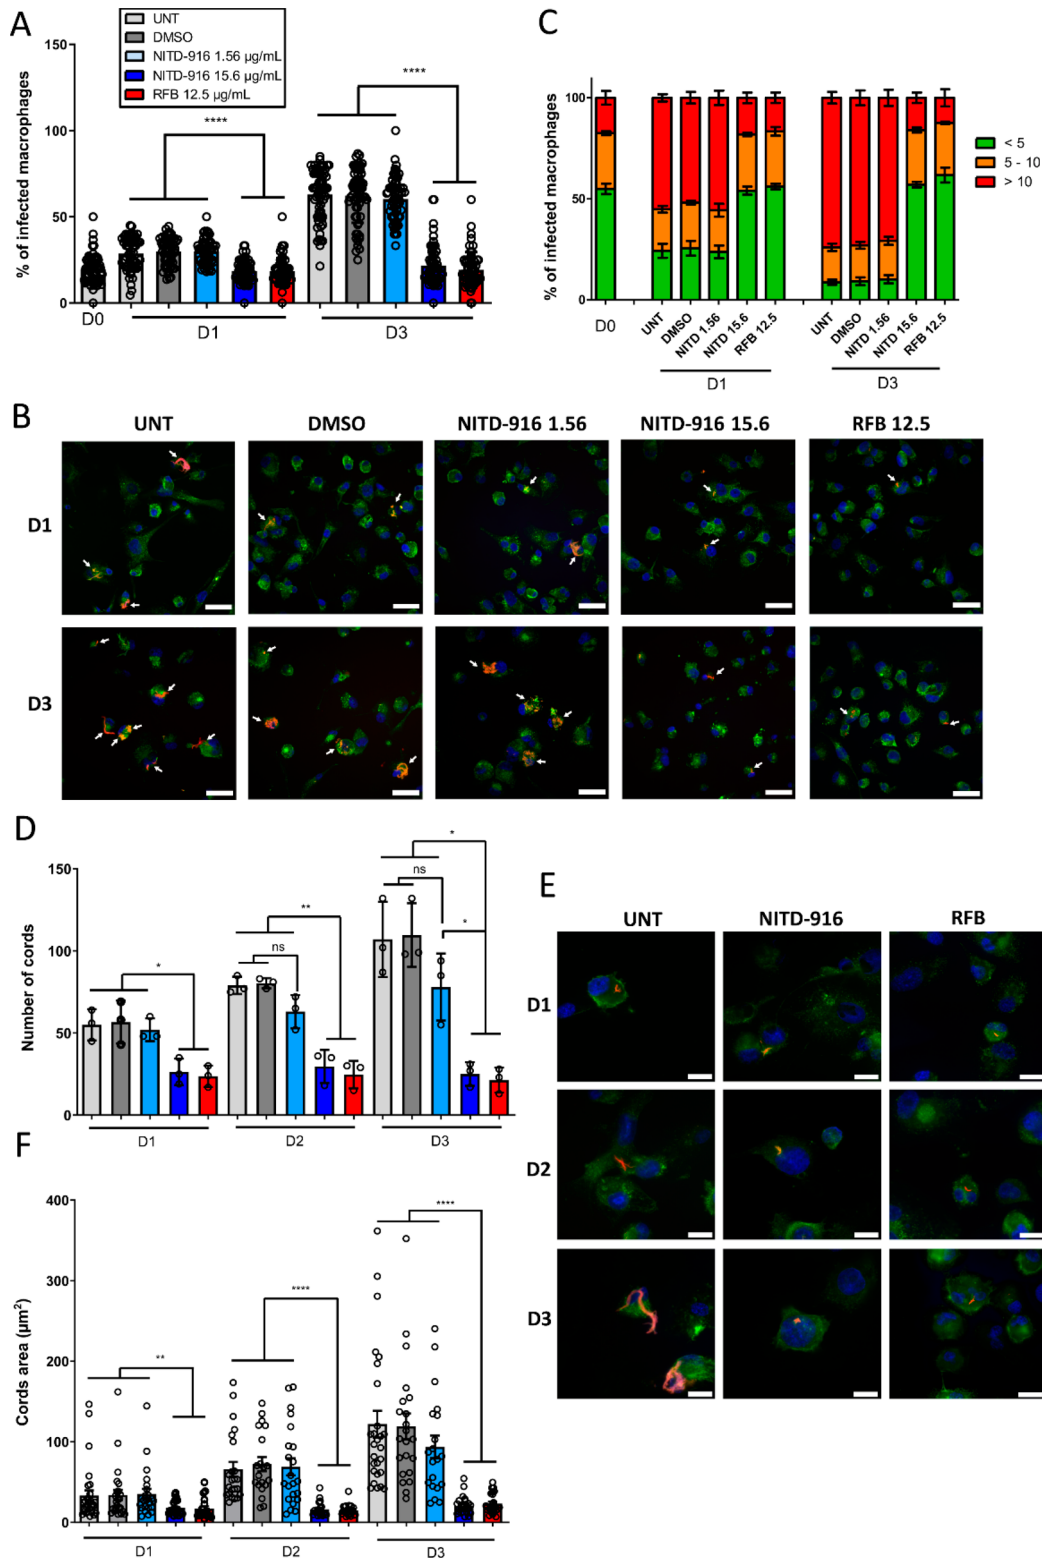 A
UNT
DMSO
NITD-916 1.56 µg/mL
NITD-916 15.6 µg/mL
RFB 12.5 µg/mL
% of infected macrophages
150
100
50
0
****
****
D0
D1
D3
C
% of infected macrophages
100
50
0
< 5
5 - 10
> 10
D0
UNT
DMSO
NITD 1.56
NITD 15.6
RFB 12.5
UNT
DMSO
NITD 1.56
NITD 15.6
RFB 12.5
D1
D3
B
UNT DMSO NITD-916 1.56 NITD-916 15.6 RFB 12.5
D1
D3
D
Number of cords
150
100
50
0
*
**
ns
*
ns
*
D1
D2
D3
E
UNT NITD-916 RFB
D1
D2
D3
F
Cords area (µm²)
400
300
200
100
0
**
****
****
D1
D2
D3